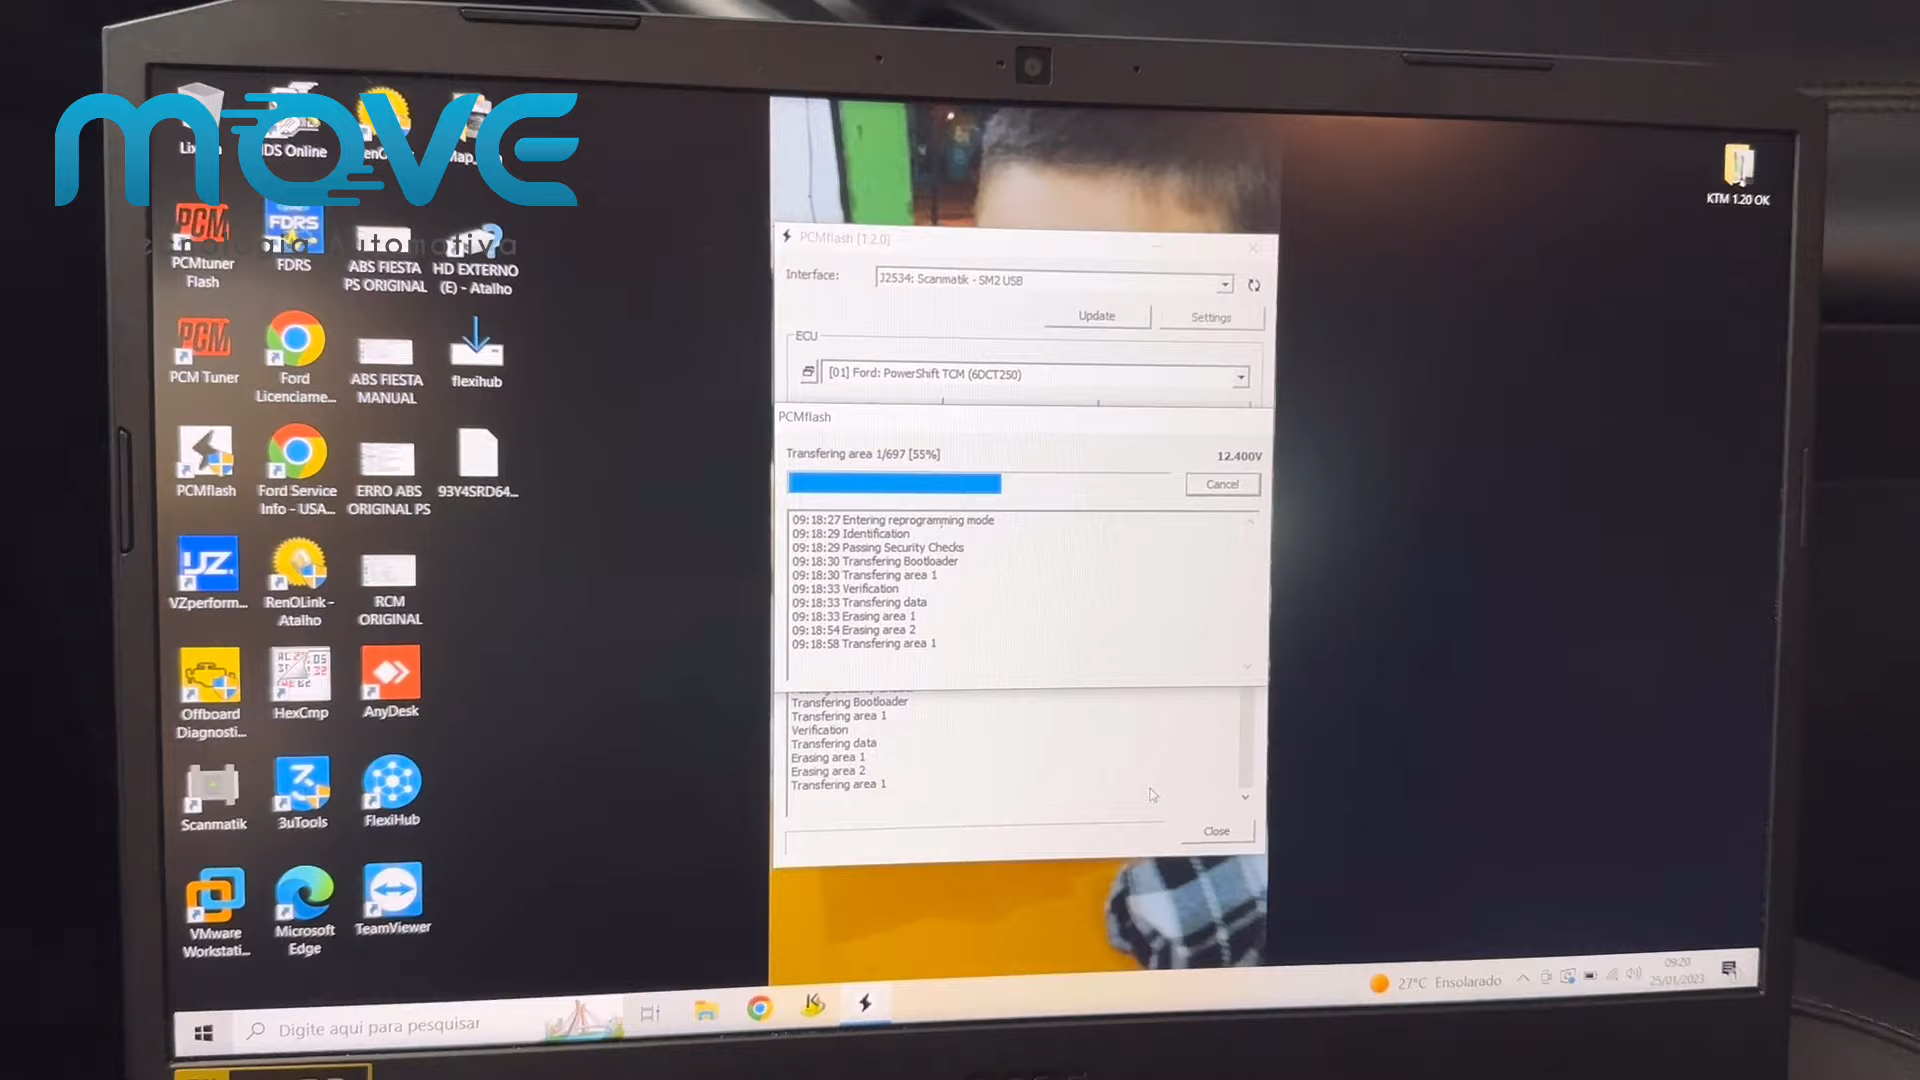 MOVE
Automotiva
IDS Online
PCMtuner
Flash
FDRS
FDRS
ABS FIESTA
PS ORIGINAL
HD EXTERNO
(E) - Atalho
PCM
PCM
PCM Tuner
Ford
Licenciame...
ABS FIESTA
MANUAL
flexihub
PCMflash
Ford Service
Info - USA...
ERRO ABS
ORIGINAL PS
93Y4SRD64...
VZ
VZperform...
RenOLink -
Atalho
RCM
ORIGINAL
Offboard
Diagnosti...
HexCmp
AnyDesk
Scanmatik
3uTools
FlexiHub
VMware
Workstati...
Microsoft
Edge
TeamViewer
KTM 1.20 OK
PCMflash [1.2.0]
Interface:
J2534: Scanmatik - SM2 USB
Update
Settings
ECU
[01] Ford: PowerShift TCM (6DCT250)
PCMflash
Transfering area 1/697 [55%]
12.400V
Cancel
09:18:27 Entering reprogramming mode
09:18:29 Identification
09:18:29 Passing Security Checks
09:18:30 Transfering Bootloader
09:18:30 Transfering area 1
09:18:33 Verification
09:18:33 Transfering data
09:18:33 Erasing area 1
09:18:54 Erasing area 2
09:18:58 Transfering area 1
Transfering Bootloader
Transfering area 1
Verification
Transfering data
Erasing area 1
Erasing area 2
Transfering area 1
Close
Digite aqui para pesquisar
27°C Ensolarado
09:20
25/01/2023